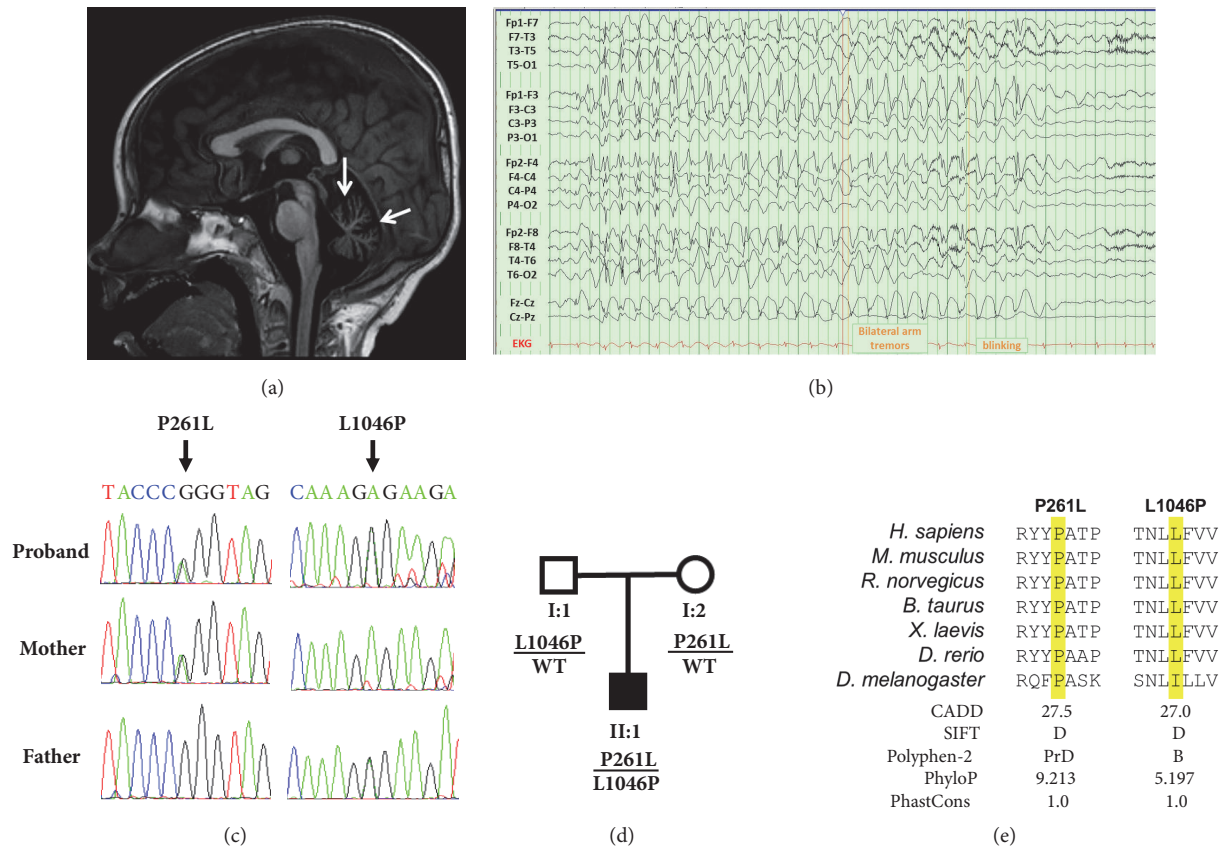 (a)
Fp1-F7
F7-T3
T3-T5
T5-O1
Fp1-F3
F3-C3
C3-P3
P3-O1
Fp2-F4
F4-C4
C4-P4
P4-O2
Fp2-F8
F8-T4
T4-T6
T6-O2
Fz-Cz
Cz-Pz
EKG
Bilateral arm
tremors
blinking
(b)
P261L L1046P
TACCCGGGTAG CAAAGAGAAGA
Proband
Mother
Father
(c)
I:1 I:2
L1046P P261L
WT WT
II:1
P261L
L1046P
(d)
P261L L1046P
H. sapiens RYYPATP TNLLFVV
M. musculus RYYPATP TNLLFVV
R. norvegicus RYYPATP TNLLFVV
B. taurus RYYPATP TNLLFVV
X. laevis RYYPATP TNLLFVV
D. rerio RYYPAAP TNLLFVV
D. melanogaster RQFPASK SNLILLV
CADD 27.5 27.0
SIFT D D
Polyphen-2 PrD B
PhyloP 9.213 5.197
PhastCons 1.0 1.0
(e)